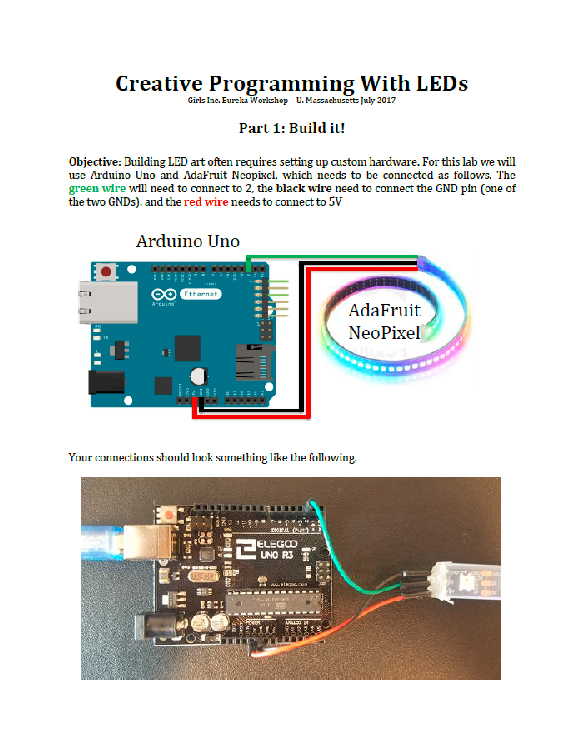 Creative Programming With LEDs
Girls Inc. Eureka Workshop – U. Massachusetts July 2017
Part 1: Build it!
Objective: Building LED art often requires setting up custom hardware. For this lab we will
use Arduino Uno and AdaFruit Neopixel, which needs to be connected as follows. The
green wire will need to connect to 2, the black wire need to connect the GND pin (one of
the two GNDs), and the red wire needs to connect to 5V
Arduino Uno
Arduino
Ethernet
AdaFruit
NeoPixel
Your connections should look something like the following.
ELEGOO
UNO R3
POWER
ANALOG IN